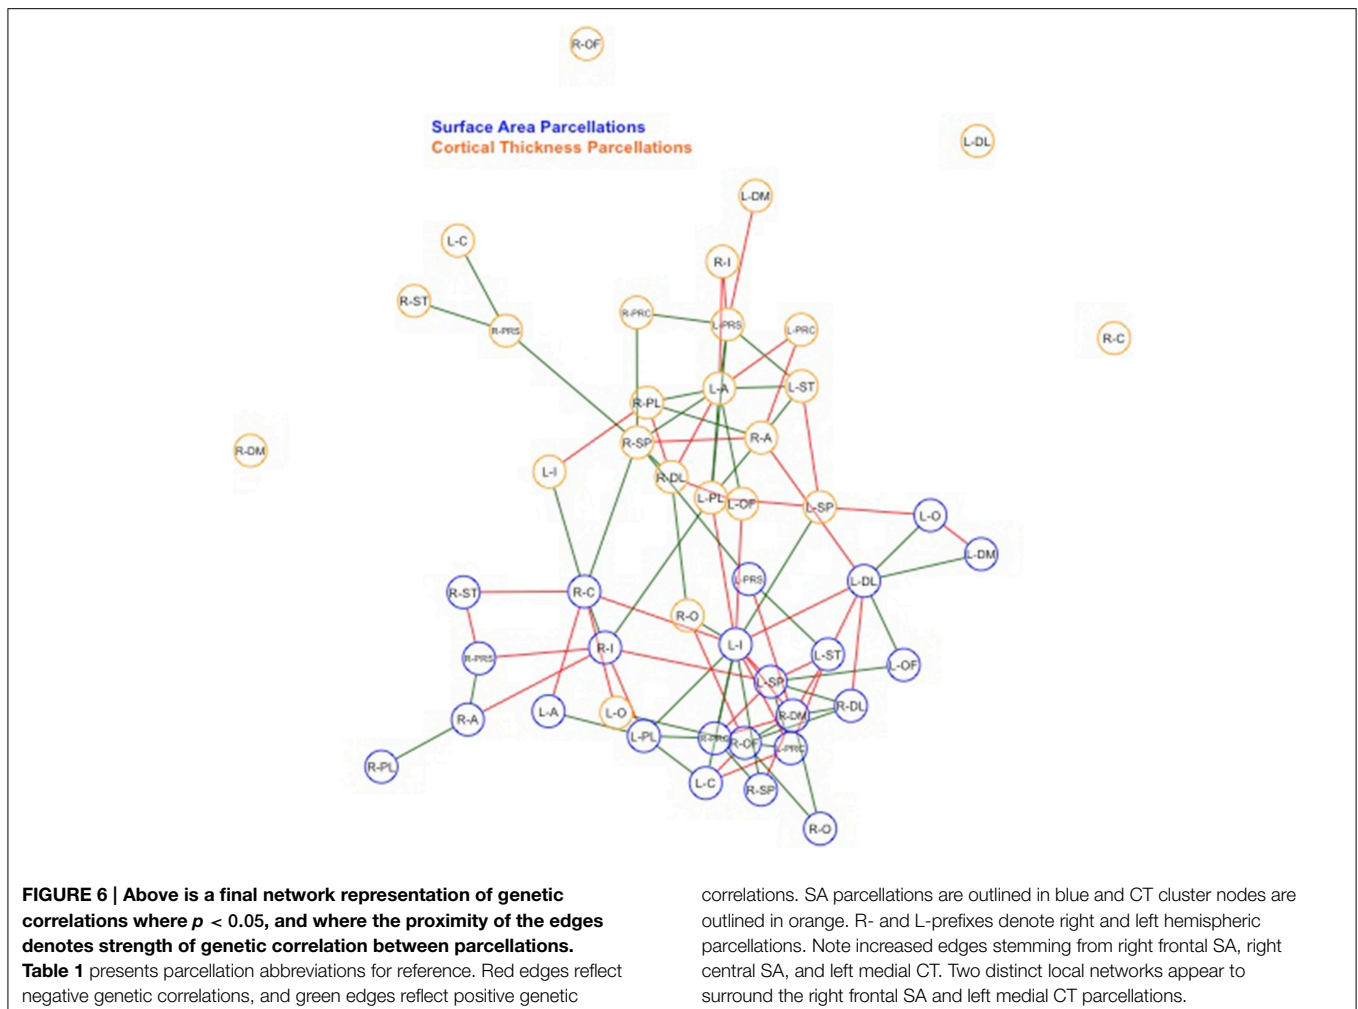 R-OF
Surface Area Parcellations
Cortical Thickness Parcellations
L-DL
L-DM
L-C
R-I
R-ST
R-PRC
L-PRS
L-PRC
R-PRS
R-C
L-A
L-ST
R-PL
R-A
R-SP
R-DM
L-I
R-DL
L-PL
L-OF
L-SP
L-O
L-DM
L-PRS
L-DL
R-ST
R-C
R-O
L-I
R-I
L-ST
R-PRS
L-OF
L-SP
R-DL
L-A
L-O
R-DM
R-A
L-PL
R-PRC
R-OF
L-PRC
R-PL
L-C
R-SP
R-O
FIGURE 6 | Above is a final network representation of genetic
correlations where p < 0.05, and where the proximity of the edges
denotes strength of genetic correlation between parcellations.
Table 1 presents parcellation abbreviations for reference. Red edges reflect
negative genetic correlations, and green edges reflect positive genetic
correlations. SA parcellations are outlined in blue and CT cluster nodes are
outlined in orange. R- and L-prefixes denote right and left hemispheric
parcellations. Note increased edges stemming from right frontal SA, right
central SA, and left medial CT. Two distinct local networks appear to
surround the right frontal SA and left medial CT parcellations.